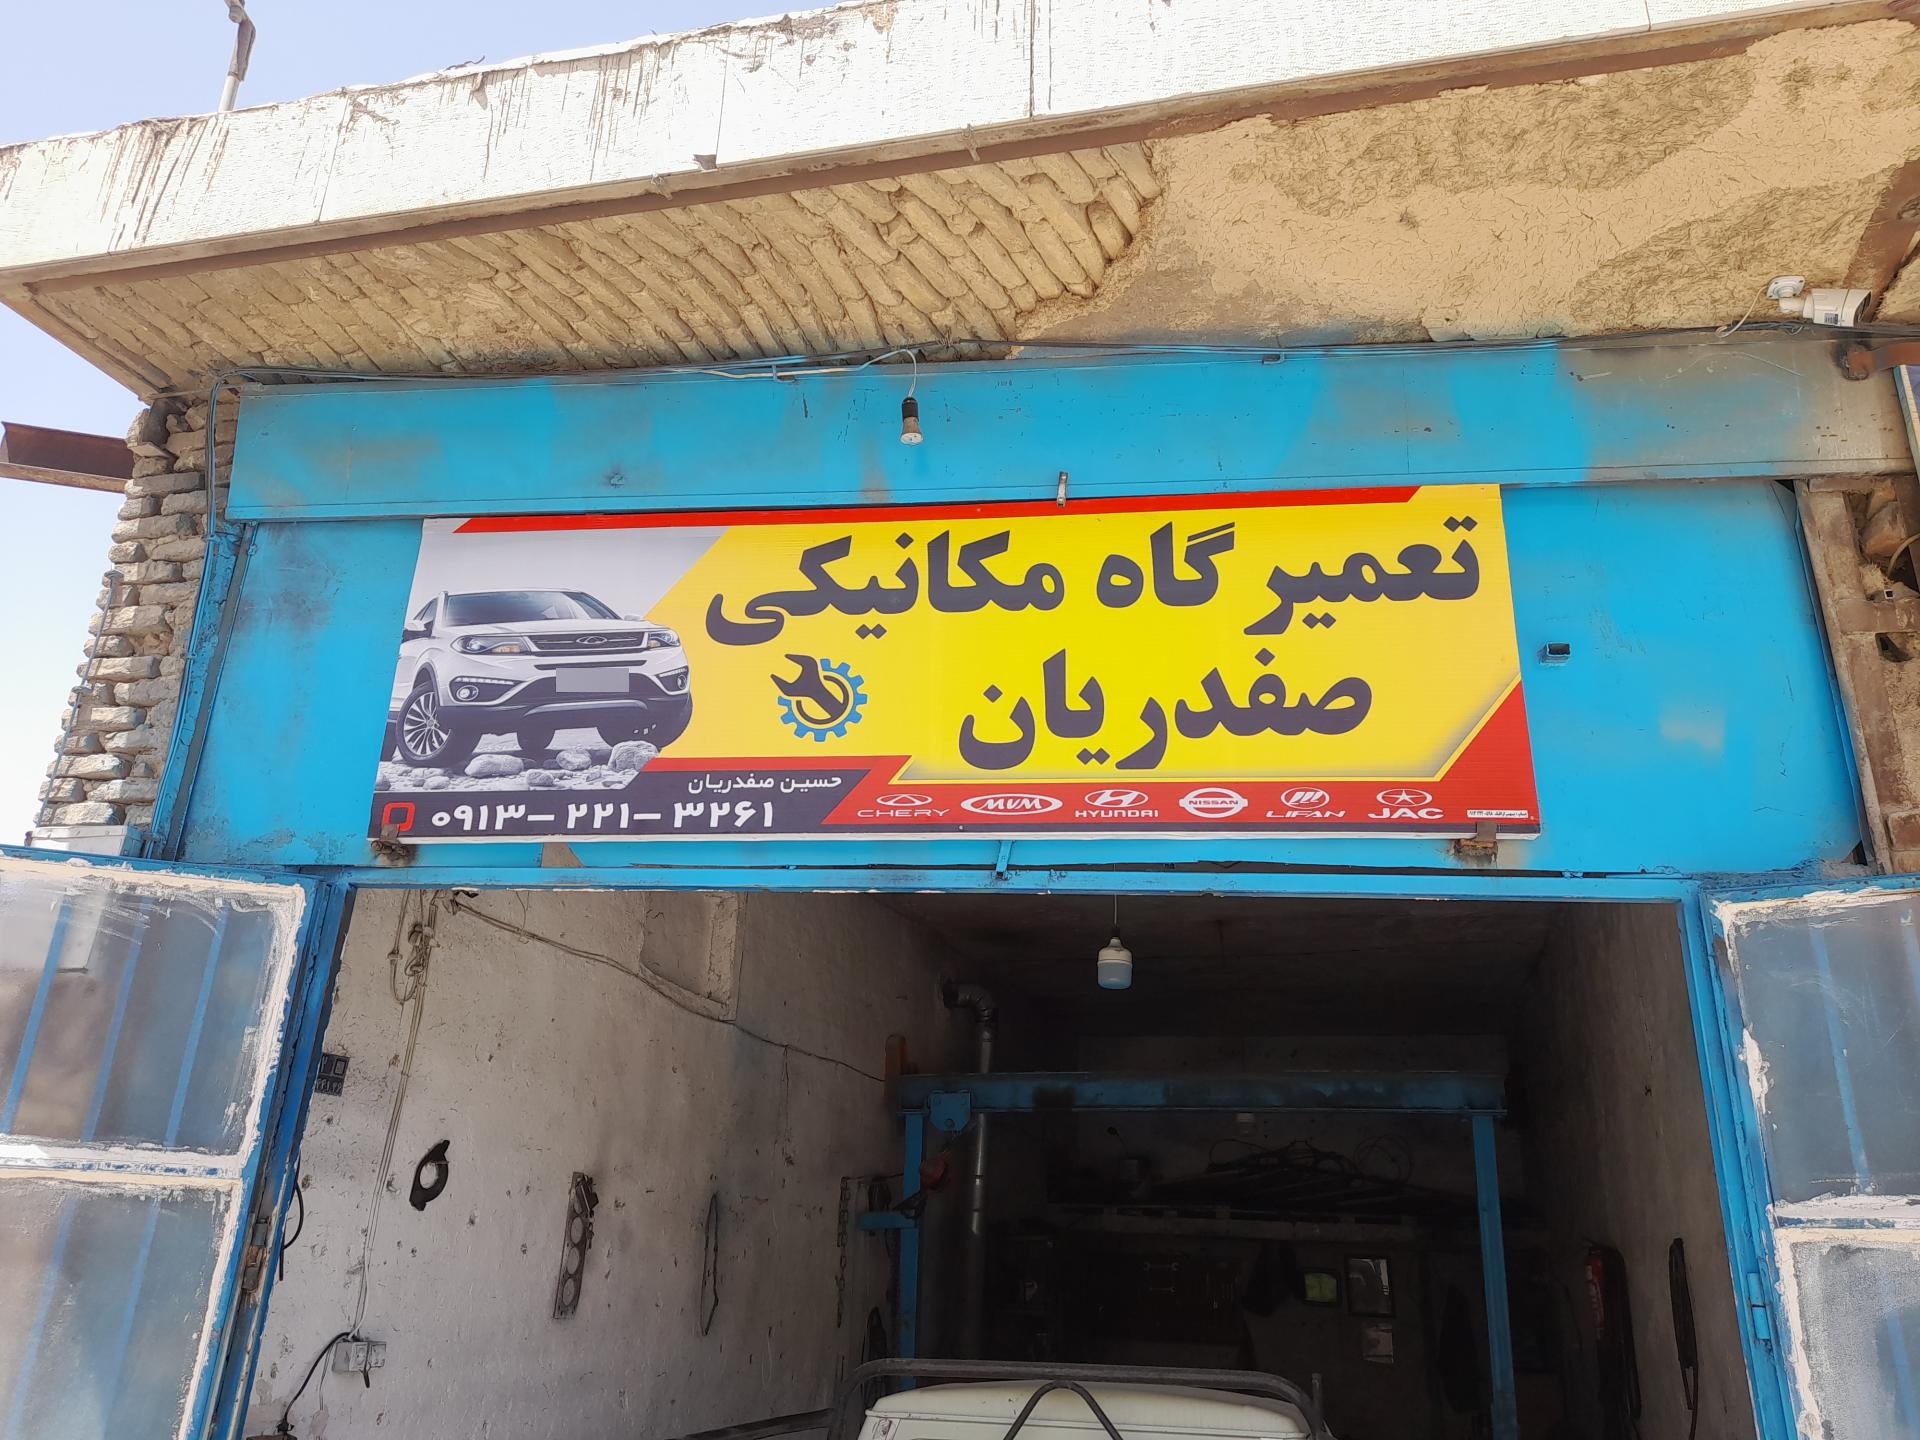 تعمیر گاه مکانیکی
صفدریان
حسین صفدریان
۰۹۱۳-۲۲۱-۳۲۶۱
CHERY
MVM
HYUNDAI
NISSAN
LIFAN
JAC